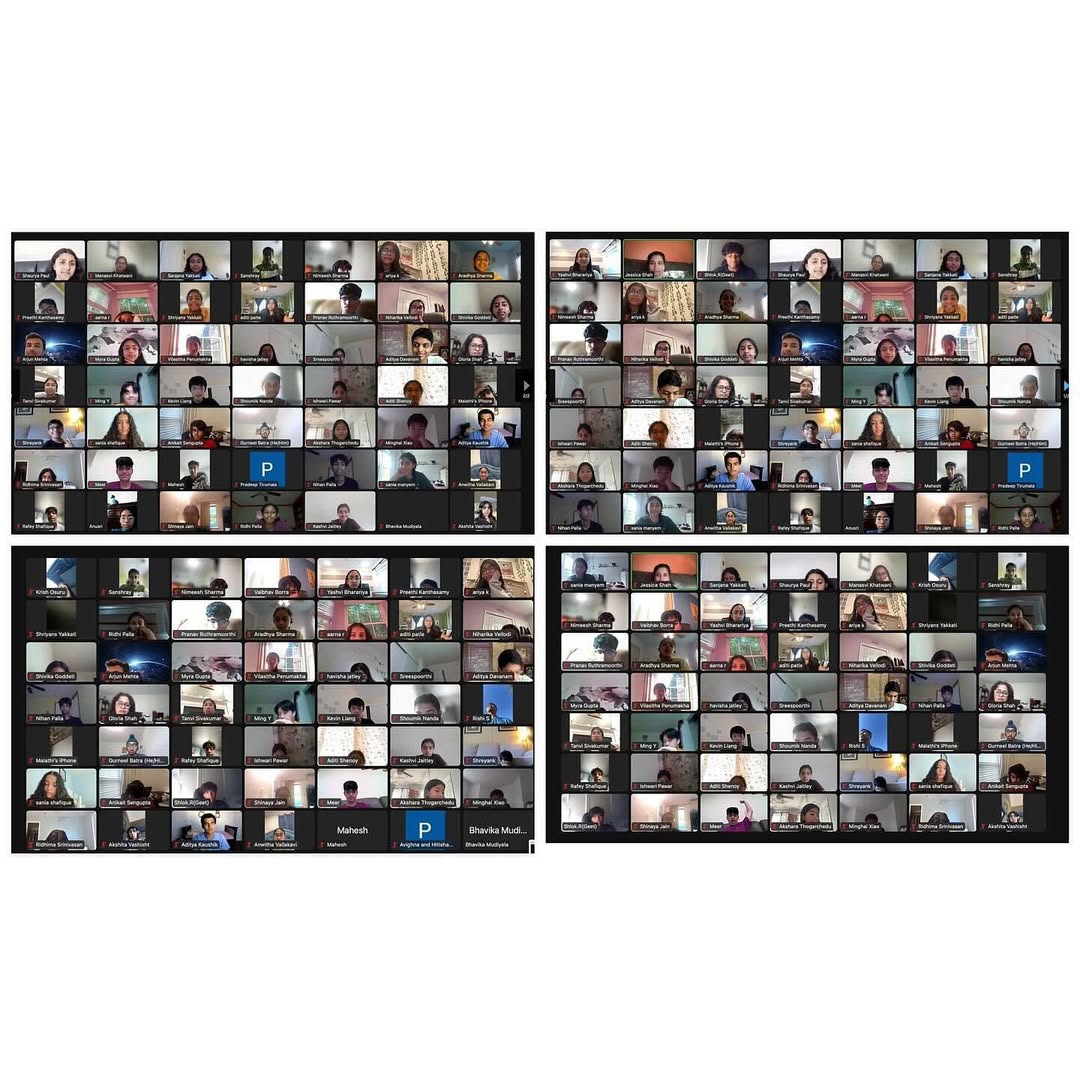 Shaurya Paul
Manasvi Khatwani
Sanjana Yakkati
Sanshray
Nimeesh Sharma
ariya k
Aradhya Sharma
Preethi Kanthasamy
aarna r
Shriyans Yakkati
aditi patle
Pranav Ruthramoorthi
Niharika Vellodi
Shivika Goddeti
Arjun Mehta
Myra Gupta
Vilasitha Penumakha
havisha jatley
Sreespoorthi
Aditya Davanam
Gloria Shah
Tanvi Sivakumar
Ming Y
Kevin Liang
Shoumik Nanda
Ishwari Pawar
Aditi Shenoy
Malathi's iPhone
2/2
Shreyank
sania shafique
Anikait Sengupta
Gurneel Batra (He/Him)
Akshara Thogarchedu
Minghai Xiao
Aditya Kaushik
Ridhima Srinivasan
Meer
Mahesh
P
Pradeep Tirumala
Nihan Palla
sania manyem
Anwitha Vallakavi
Rafey Shafique
Anusri
Shinaya Jain
Ridhi Palla
Kashvi Jaitley
Bhavika Mudiyala
Akshita Vashisht
Yashvi Bharariya
Jessica Shah
Shlok.R(Geet)
Shaurya Paul
Manasvi Khatwani
Sanjana Yakkati
Sanshray
Nimeesh Sharma
ariya k
Aradhya Sharma
Preethi Kanthasamy
aarna r
Shriyans Yakkati
aditi patle
Pranav Ruthramoorthi
Niharika Vellodi
Shivika Goddeti
Arjun Mehta
Myra Gupta
Vilasitha Penumakha
havisha jatley
Sreespoorthi
Aditya Davanam
Gloria Shah
Tanvi Sivakumar
Ming Y
Kevin Liang
Shoumik Nanda
Ishwari Pawar
Aditi Shenoy
Malathi's iPhone
Shreyank
sania shafique
Anikait Sengupta
Gurneel Batra (He/Him)
Akshara Thogarchedu
Minghai Xiao
Aditya Kaushik
Ridhima Srinivasan
Meer
Mahesh
P
Pradeep Tirumala
Nihan Palla
sania manyem
Anwitha Vallakavi
Rafey Shafique
Anusri
Shinaya Jain
Ridhi Palla
Krish Osuru
Sanshray
Nimeesh Sharma
Vaibhav Borra
Yashvi Bharariya
Preethi Kanthasamy
ariya k
Shriyans Yakkati
Ridhi Palla
Pranav Ruthramoorthi
Aradhya Sharma
aarna r
aditi patle
Niharika Vellodi
Shivika Goddeti
Arjun Mehta
Myra Gupta
Vilasitha Penumakha
havisha jatley
Sreespoorthi
Aditya Davanam
Nihan Palla
Gloria Shah
Tanvi Sivakumar
Ming Y
Kevin Liang
Shoumik Nanda
Rishi S
Malathi's iPhone
Gurneel Batra (He/Hi...
Rafey Shafique
Ishwari Pawar
Aditi Shenoy
Kashvi Jaitley
Shreyank
sania shafique
Anikait Sengupta
Shlok.R(Geet)
Shinaya Jain
Meer
Akshara Thogarchedu
Minghai Xiao
Ridhima Srinivasan
Akshita Vashisht
Aditya Kaushik
Anwitha Vallakavi
Mahesh
Mahesh
P
Avighna and Hitisha...
Bhavika Mudi...
Bhavika Mudiyala
sania manyem
Jessica Shah
Sanjana Yakkati
Shaurya Paul
Manasvi Khatwani
Krish Osuru
Sanshray
Nimeesh Sharma
Vaibhav Borra
Yashvi Bharariya
Preethi Kanthasamy
ariya k
Shriyans Yakkati
Ridhi Palla
Pranav Ruthramoorthi
Aradhya Sharma
aarna r
aditi patle
Niharika Vellodi
Shivika Goddeti
Arjun Mehta
Myra Gupta
Vilasitha Penumakha
havisha jatley
Sreespoorthi
Aditya Davanam
Nihan Palla
Gloria Shah
Tanvi Sivakumar
Ming Y
Kevin Liang
Shoumik Nanda
Rishi S
Malathi's iPhone
Gurneel Batra (He/Hi...
Rafey Shafique
Ishwari Pawar
Aditi Shenoy
Kashvi Jaitley
Shreyank
sania shafique
Anikait Sengupta
Shlok.R(Geet)
Shinaya Jain
Meer
Akshara Thogarchedu
Minghai Xiao
Ridhima Srinivasan
Akshita Vashisht